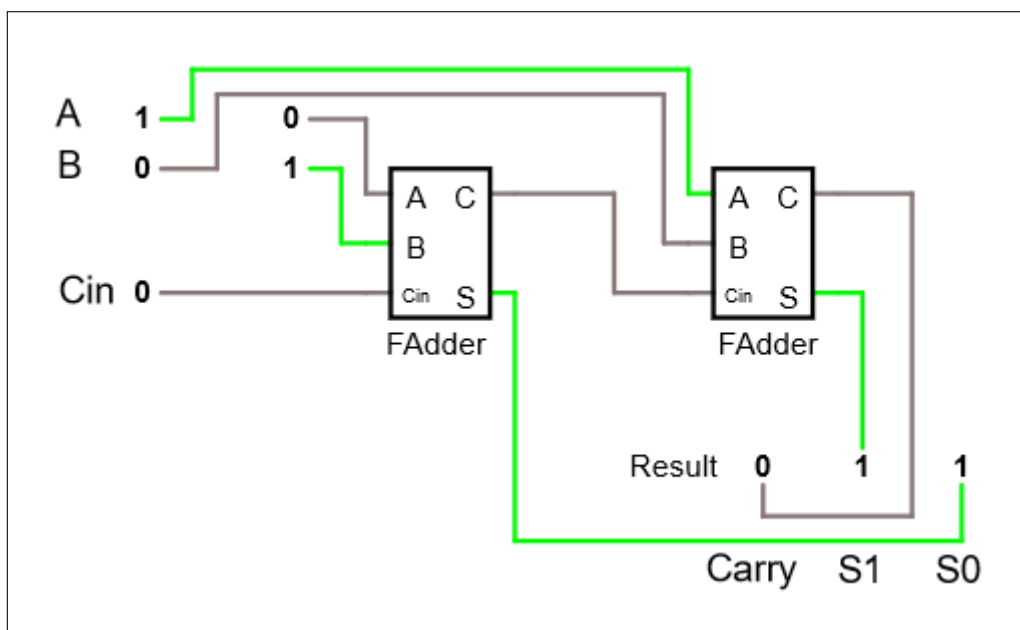 A 1 0
B 0 1
A C A C
B B
Cin 0 Cin S Cin S
FAdder FAdder
Result 0 1 1
Carry S1 S0